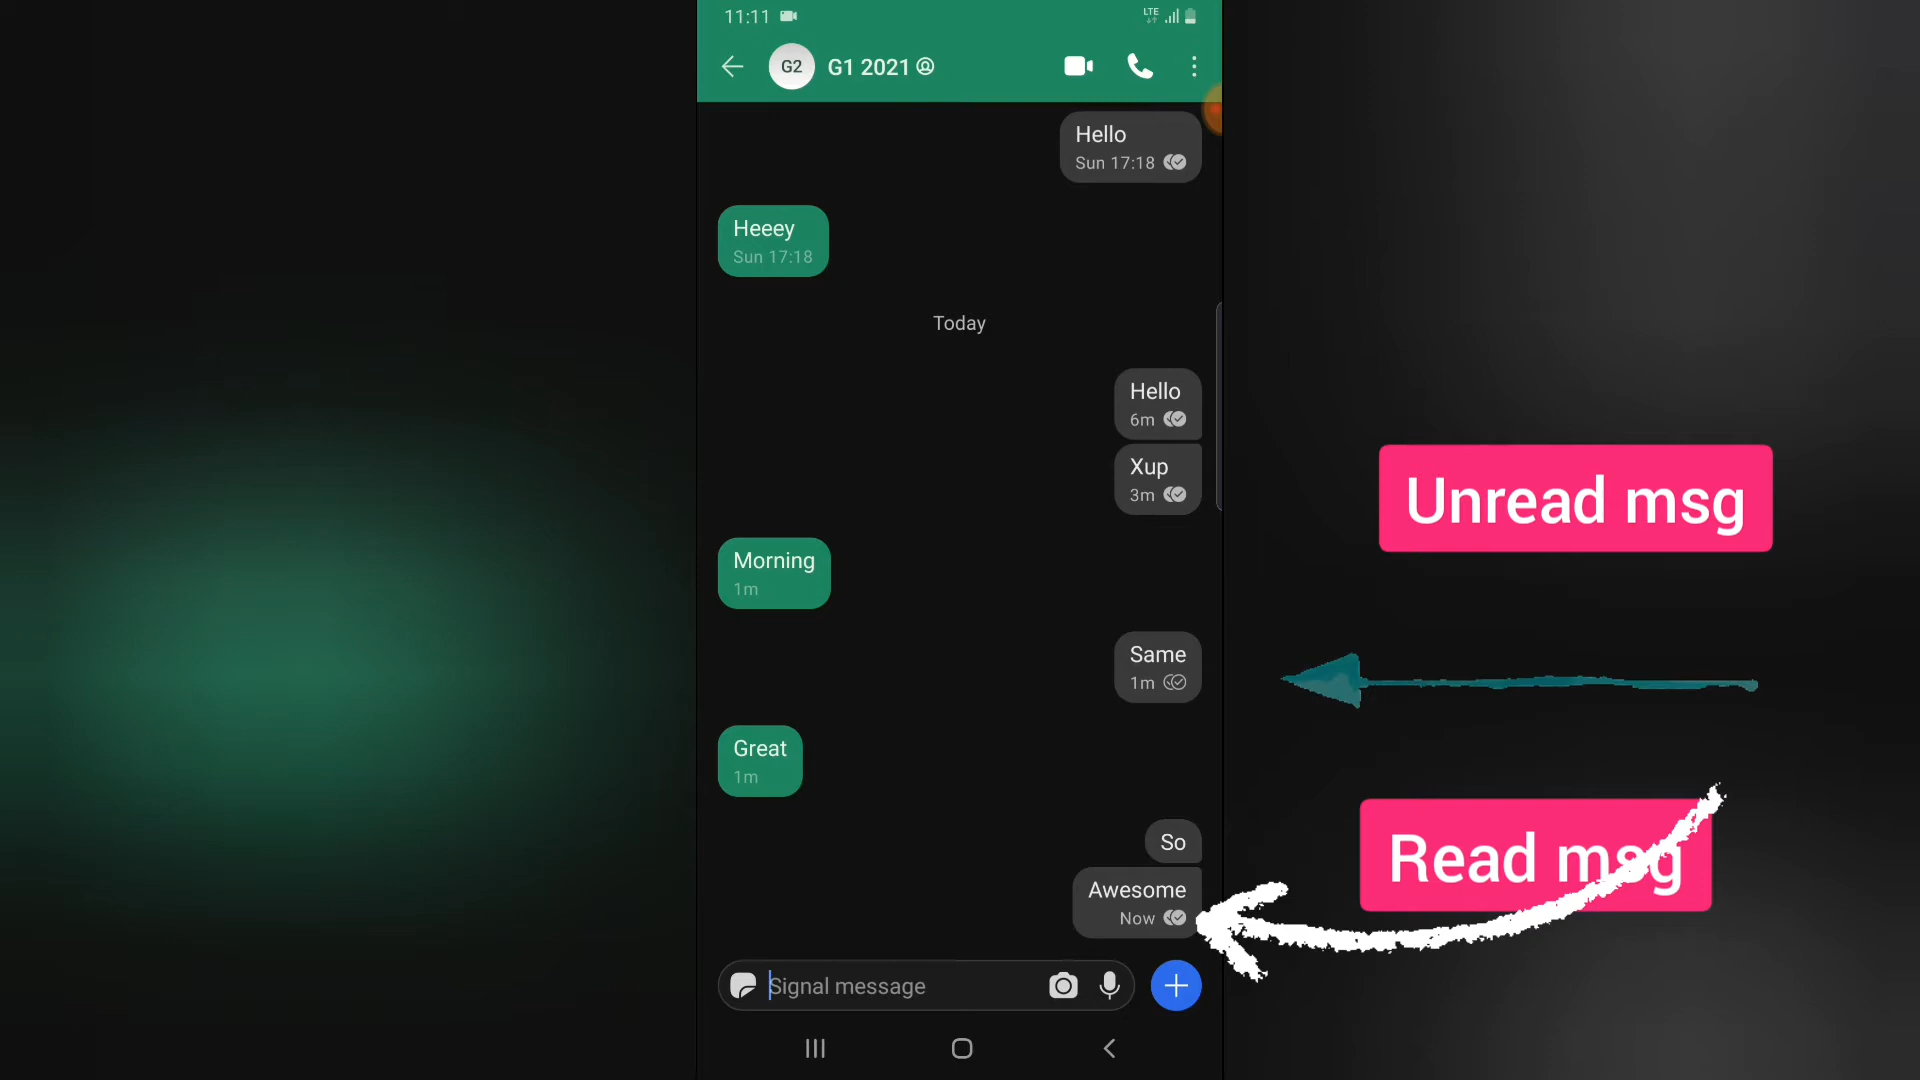 11:11
LTE
G2
G1 2021
Hello
Sun 17:18
Heeey
Sun 17:18
Today
Hello
6m
Xup
3m
Unread msg
Morning
1m
Same
1m
Great
1m
So
Read msg
Awesome
Now
Signal message